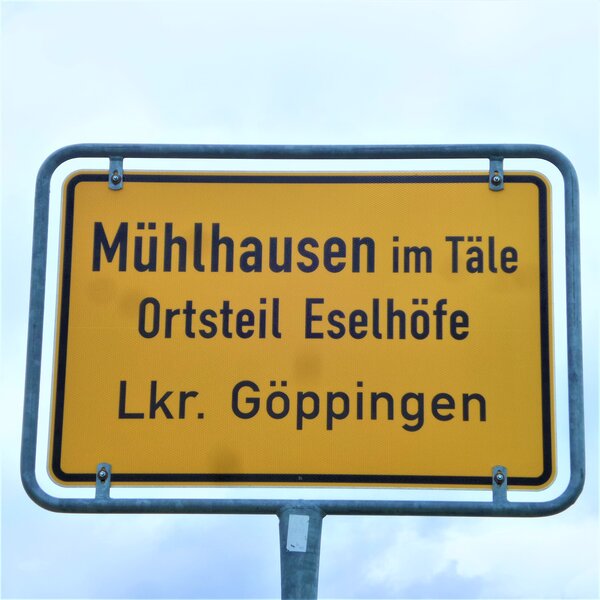 Mühlhausen im Täle
Ortsteil Eselhöfe
Lkr. Göppingen